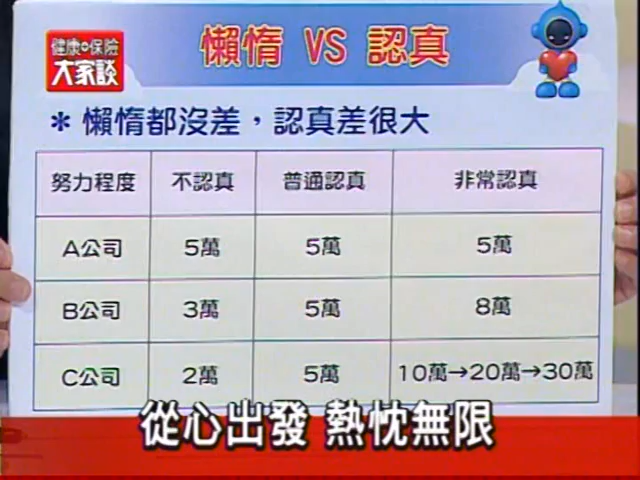 健康保險
大家談
懶惰 VS 認真
* 懶惰都沒差,認真差很大
努力程度 不認真 普通認真 非常認真
A公司 5萬 5萬 5萬
B公司 3萬 5萬 8萬
C公司 2萬 5萬 10萬→20萬→30萬
從心出發 熱忱無限